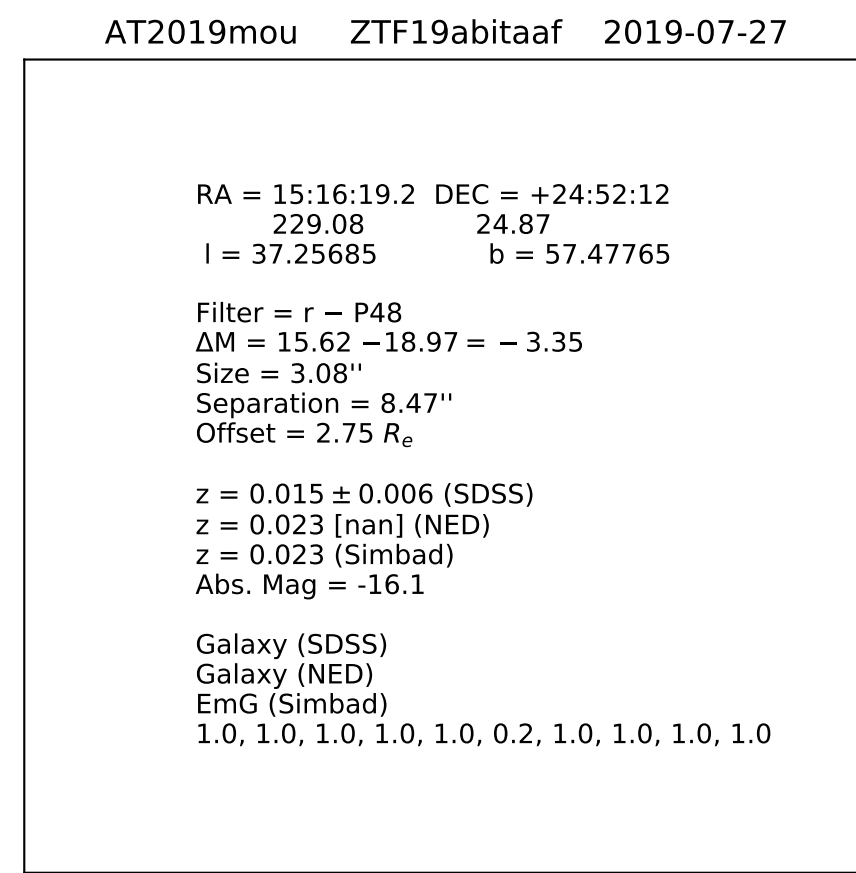 AT2019mou ZTF19abitaaf 2019-07-27
RA = 15:16:19.2 DEC = +24:52:12
229.08 24.87
l = 37.25685 b = 57.47765
Filter = r − P48
ΔM = 15.62 −18.97 = − 3.35
Size = 3.08''
Separation = 8.47''
Offset = 2.75 Rₑ
z = 0.015 ± 0.006 (SDSS)
z = 0.023 [nan] (NED)
z = 0.023 (Simbad)
Abs. Mag = -16.1
Galaxy (SDSS)
Galaxy (NED)
EmG (Simbad)
1.0, 1.0, 1.0, 1.0, 1.0, 0.2, 1.0, 1.0, 1.0, 1.0